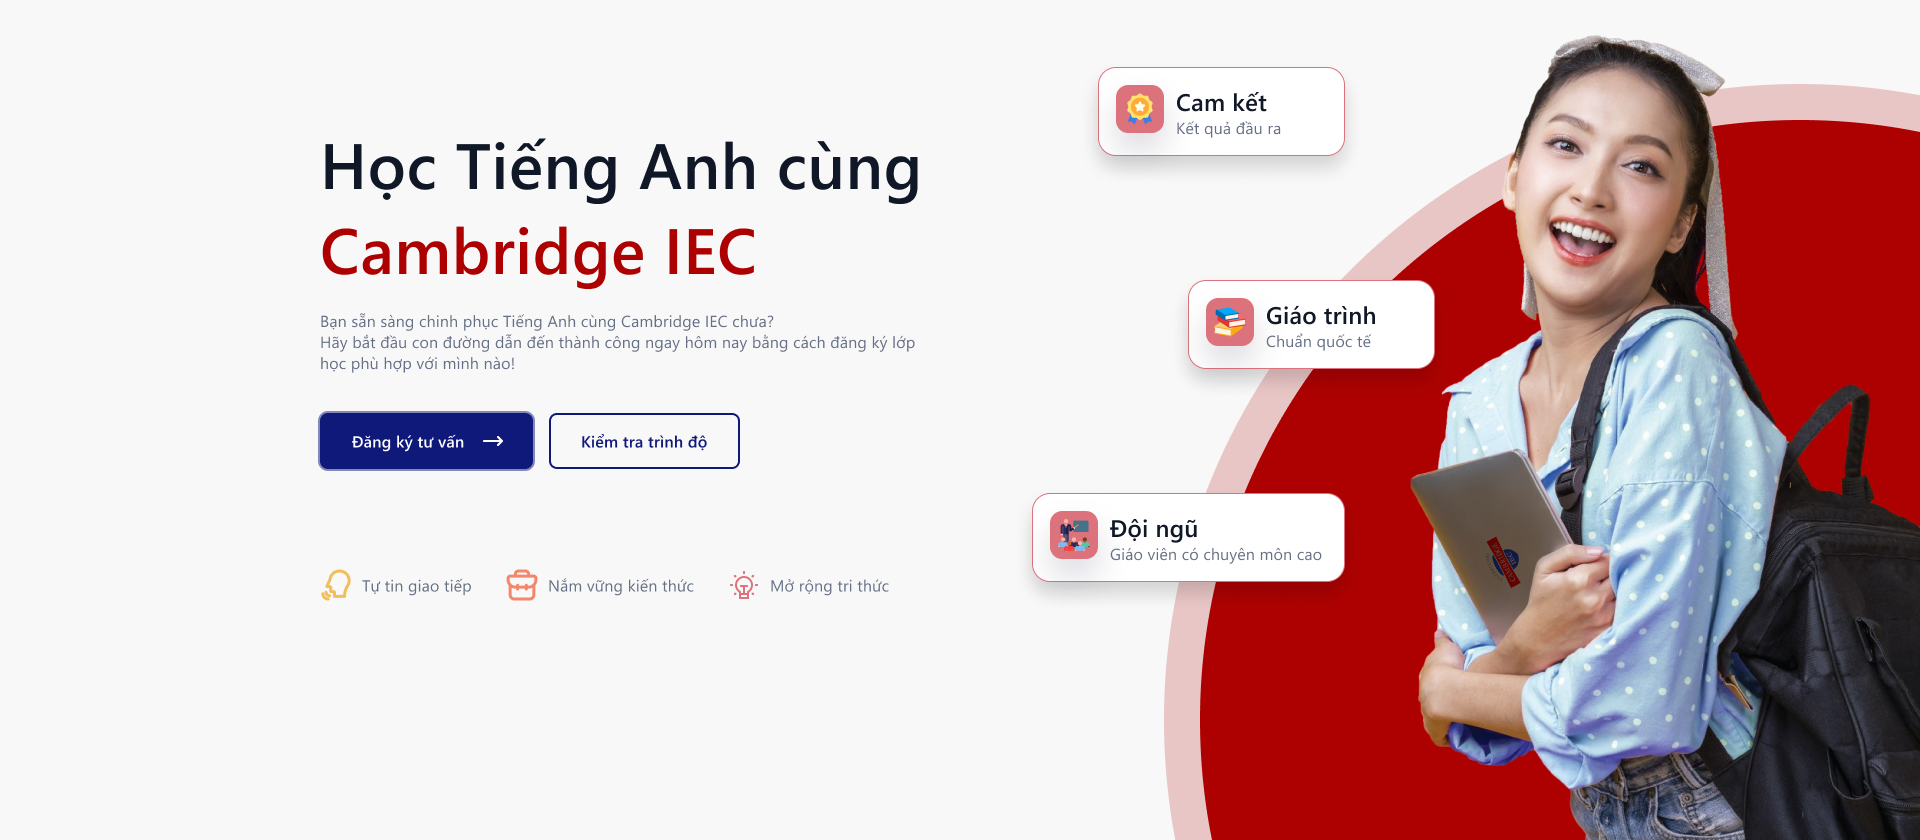 Học Tiếng Anh cùng
Cambridge IEC
Bạn sẵn sàng chinh phục Tiếng Anh cùng Cambridge IEC chưa?
Hãy bắt đầu con đường dẫn đến thành công ngay hôm nay bằng cách đăng ký lớp
học phù hợp với mình nào!
Đăng ký tư vấn
Kiểm tra trình độ
Tự tin giao tiếp
Nắm vững kiến thức
Mở rộng tri thức
Cam kết
Kết quả đầu ra
Giáo trình
Chuẩn quốc tế
Đội ngũ
Giáo viên có chuyên môn cao